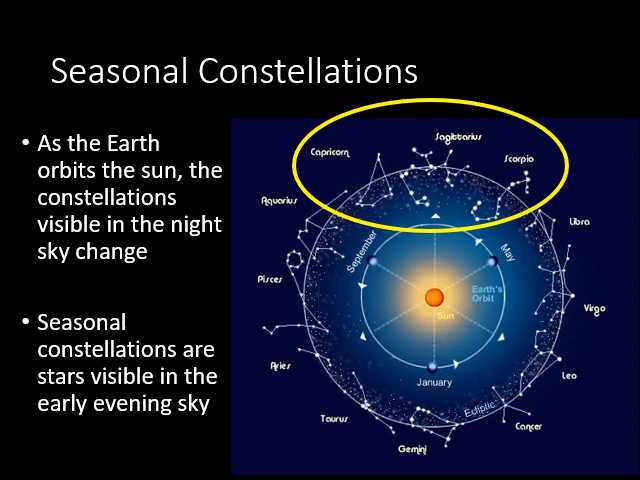 Seasonal Constellations
• As the Earth
orbits the sun, the
constellations
visible in the night
sky change
• Seasonal
constellations are
stars visible in the
early evening sky
Sagittarius
Capricorn
Scorpio
Aquarius
Libra
September
May
Pisces
Earth's
Orbit
Sun
Virgo
Aries
January
Leo
Taurus
Ecliptic
Cancer
Gemini